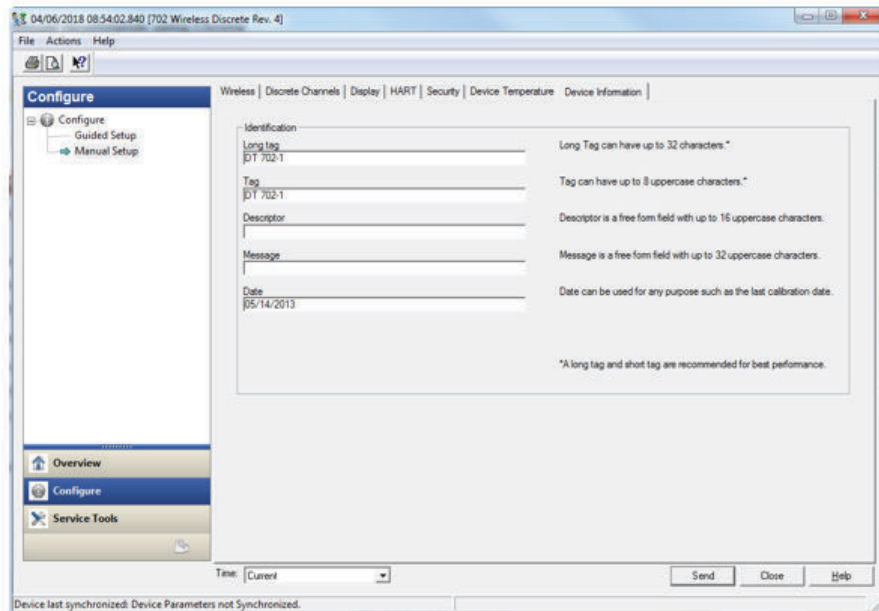 04/06/2018 08:54:02.840 [702 Wireless Discrete Rev. 4]
File Actions Help
Configure
Configure
Guided Setup
Manual Setup
Overview
Configure
Service Tools
Wireless Discrete Channels Display HART Security Device Temperature Device Information
Identification
Long tag
DT 702-1
Long Tag can have up to 32 characters.*
Tag
DT 702-1
Tag can have up to 8 uppercase characters.*
Descriptor
Descriptor is a free form field with up to 16 uppercase characters.
Message
Message is a free form field with up to 32 uppercase characters.
Date
05/14/2013
Date can be used for any purpose such as the last calibration date.
*A long tag and short tag are recommended for best performance.
Time: Current
Send Close Help
Device last synchronized: Device Parameters not Synchronized.